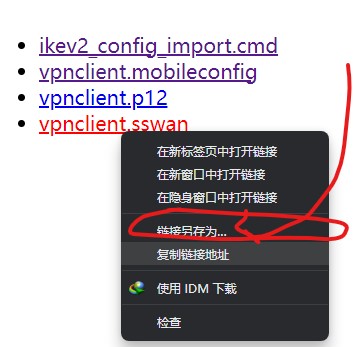 ikev2_config_import.cmd
vpnclient.mobileconfig
vpnclient.p12
vpnclient.sswan
在新标签页中打开链接
在新窗口中打开链接
在隐身窗口中打开链接
链接另存为...
复制链接地址
使用 IDM 下载
检查